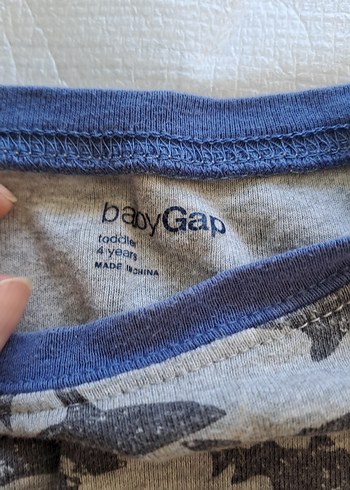 babyGap
toddler
4 years
MADE IN CHINA